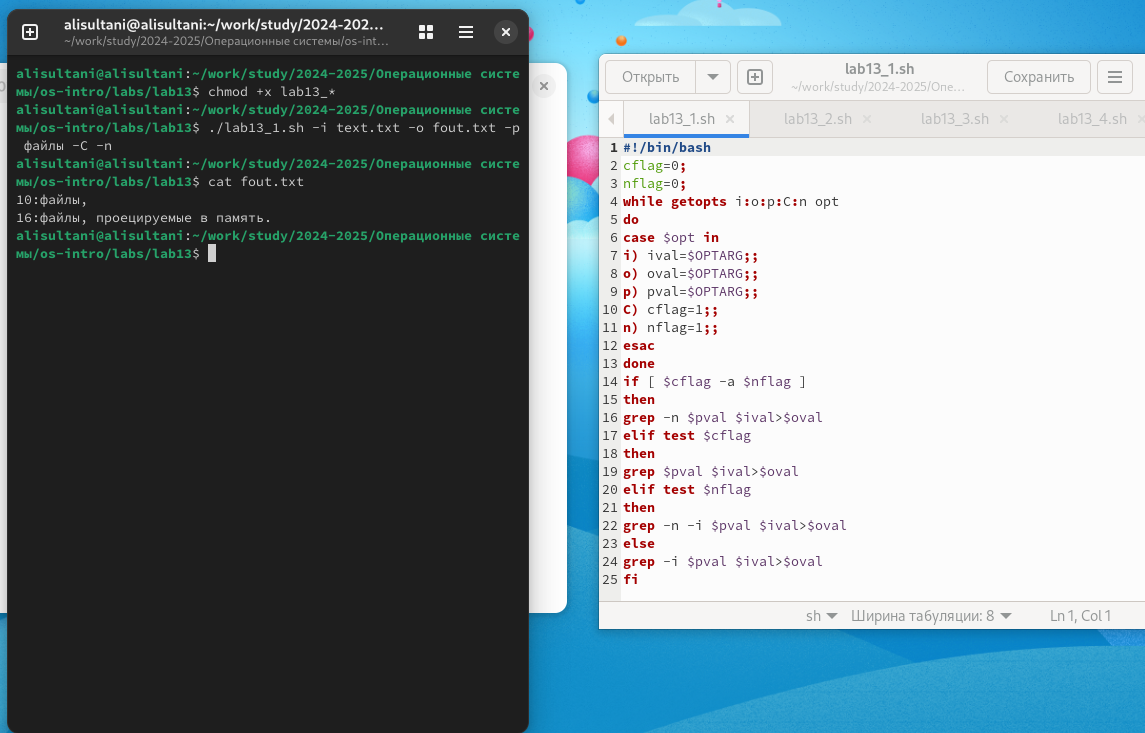 alisultani@alisultani:~/work/study/2024-202...
~/work/study/2024-2025/Операционные системы/os-int...
alisultani@alisultani:~/work/study/2024-2025/Операционные систе
мы/os-intro/labs/lab13$ chmod +x lab13_*
alisultani@alisultani:~/work/study/2024-2025/Операционные систе
мы/os-intro/labs/lab13$ ./lab13_1.sh -i text.txt -o fout.txt -p
файлы -C -n
alisultani@alisultani:~/work/study/2024-2025/Операционные систе
мы/os-intro/labs/lab13$ cat fout.txt
10:файлы,
16:файлы, проецируемые в память.
alisultani@alisultani:~/work/study/2024-2025/Операционные систе
мы/os-intro/labs/lab13$
Открыть
lab13_1.sh
~/work/study/2024-2025/Опе...
Сохранить
lab13_1.sh
lab13_2.sh
lab13_3.sh
lab13_4.sh
1 #!/bin/bash
2 cflag=0;
3 nflag=0;
4 while getopts i:o:p:C:n opt
5 do
6 case $opt in
7 i) ival=$OPTARG;;
8 o) oval=$OPTARG;;
9 p) pval=$OPTARG;;
10 C) cflag=1;;
11 n) nflag=1;;
12 esac
13 done
14 if [ $cflag -a $nflag ]
15 then
16 grep -n $pval $ival>$oval
17 elif test $cflag
18 then
19 grep $pval $ival>$oval
20 elif test $nflag
21 then
22 grep -n -i $pval $ival>$oval
23 else
24 grep -i $pval $ival>$oval
25 fi
sh
Ширина табуляции: 8
Ln 1, Col 1